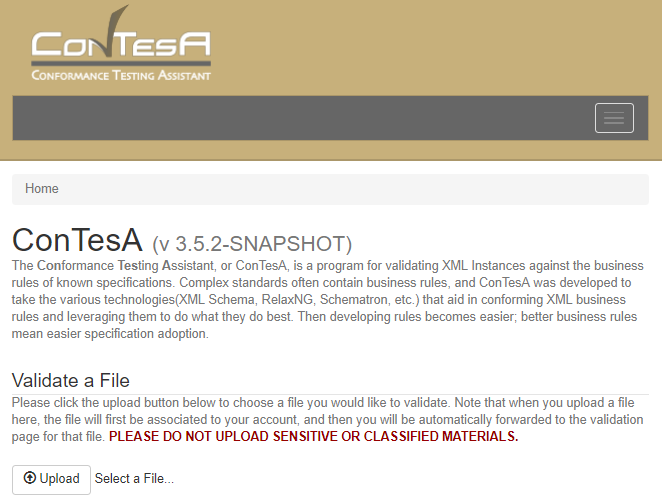 ConTesA
Conformance Testing Assistant
Home
ConTesA (v 3.5.2-SNAPSHOT)
The Conformance Testing Assistant, or ConTesA, is a program for validating XML Instances against the business
rules of known specifications. Complex standards often contain business rules, and ConTesA was developed to
take the various technologies(XML Schema, RelaxNG, Schematron, etc.) that aid in conforming XML business
rules and leveraging them to do what they do best. Then developing rules becomes easier; better business rules
mean easier specification adoption.
Validate a File
Please click the upload button below to choose a file you would like to validate. Note that when you upload a file
here, the file will first be associated to your account, and then you will be automatically forwarded to the validation
page for that file. PLEASE DO NOT UPLOAD SENSITIVE OR CLASSIFIED MATERIALS.
Upload Select a File...